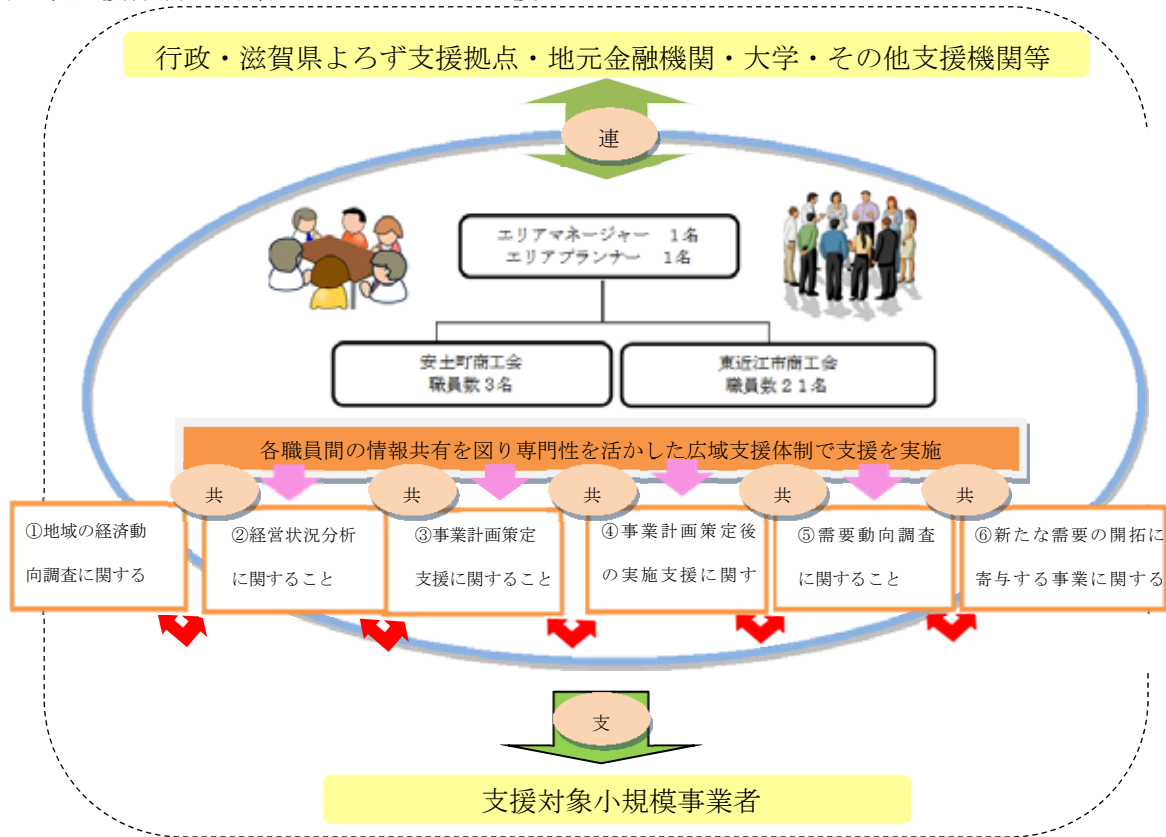 行政・滋賀県よろず支援拠点・地元金融機関・大学・その他支援機関等
連
エリアマネージャー 1名
エリアプランナー 1名
安土町商工会
職員数3名
東近江市商工会
職員数21名
各職員間の情報共有を図り専門性を活かした広域支援体制で支援を実施
共
共
共
共
共
①地域の経済動
向調査に関する
②経営状況分析
に関すること
③事業計画策定
支援に関すること
④事業計画策定後
の実施支援に関す
⑤需要動向調査
に関すること
⑥新たな需要の開拓に
寄与する事業に関する
支
支援対象小規模事業者